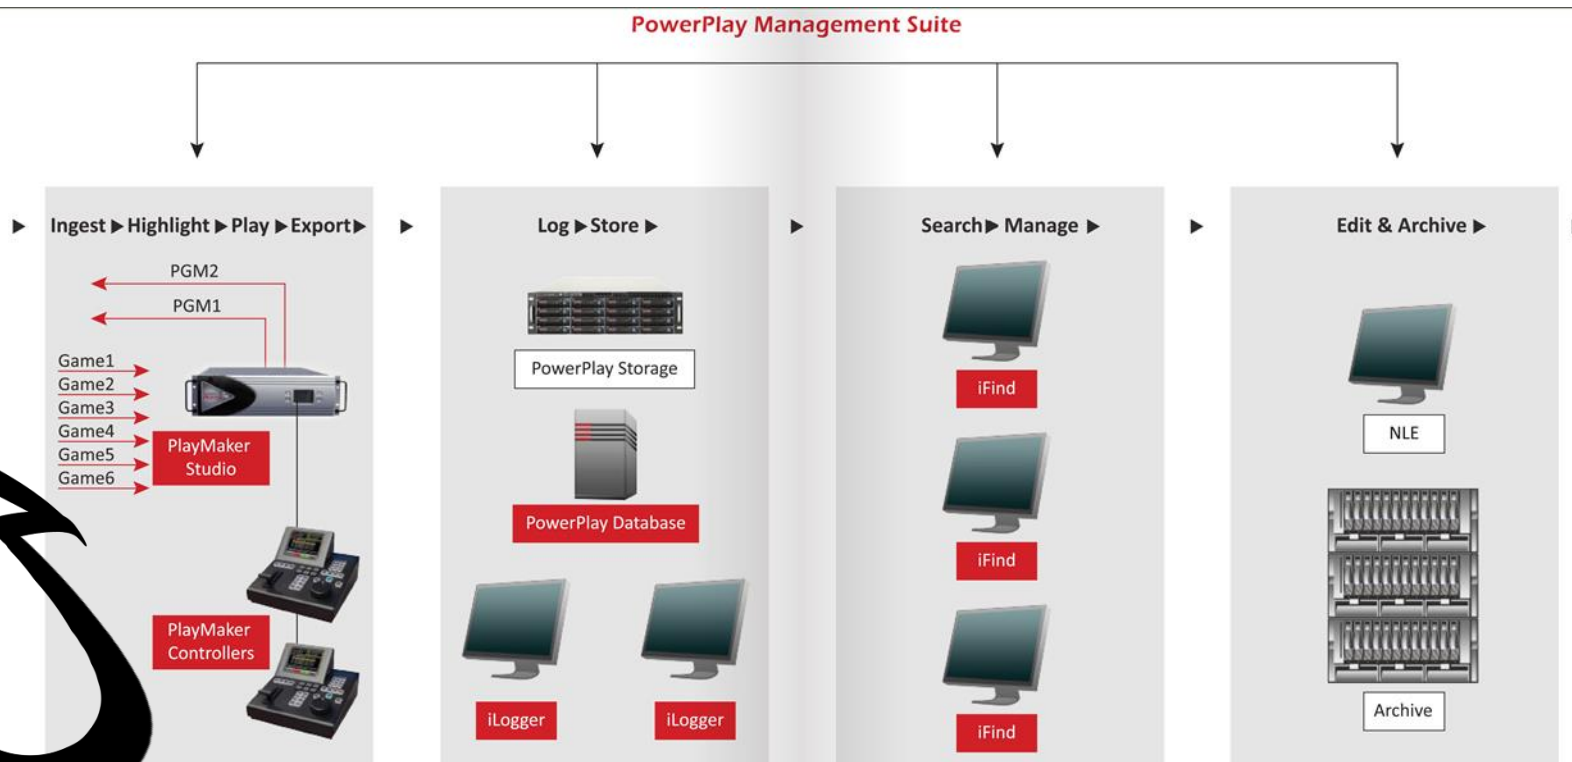 PowerPlay Management Suite
Ingest ▶ Highlight ▶ Play ▶ Export ▶
PGM2
PGM1
Game1
Game2
Game3
Game4
Game5
Game6
PlayMaker
Studio
PlayMaker
Controllers
Log ▶ Store ▶
PowerPlay Storage
PowerPlay Database
iLogger
iLogger
Search ▶ Manage ▶
iFind
iFind
iFind
Edit & Archive ▶
NLE
Archive